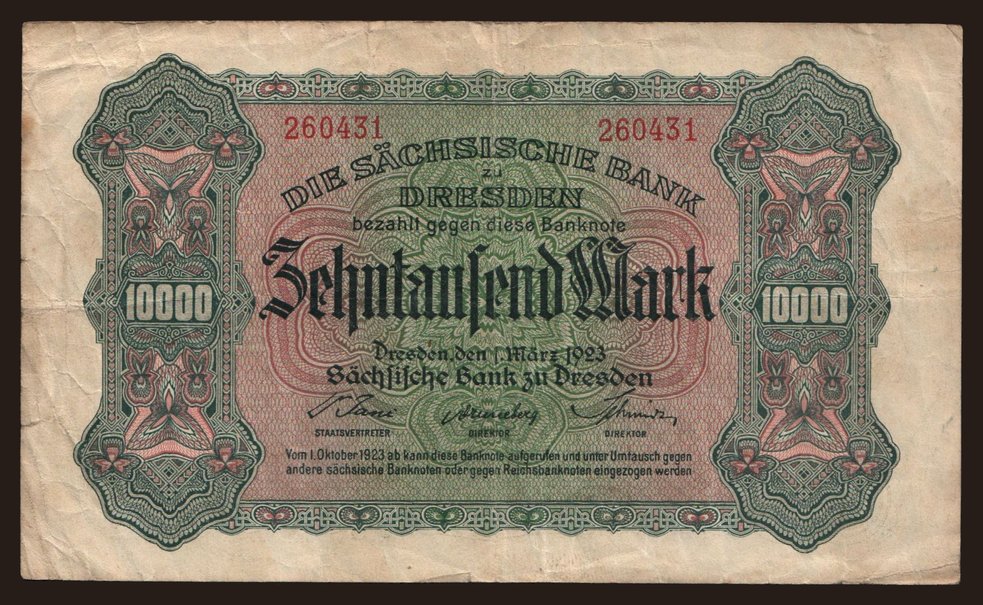 260431 260431
DIE SÄCHSISCHE BANK
zu
DRESDEN
bezahlt gegen diese Banknote
Zehntausend Mark
10000 10000
Dresden, den 1. März 1923
Sächsische Bank zu Dresden
STAATSVERTRETER DIREKTOR DIREKTOR
Vom 1. Oktober 1923 ab kann diese Banknote aufgerufen und unter Umtausch gegen
andere sächsische Banknoten oder gegen Reichsbanknoten eingezogen werden